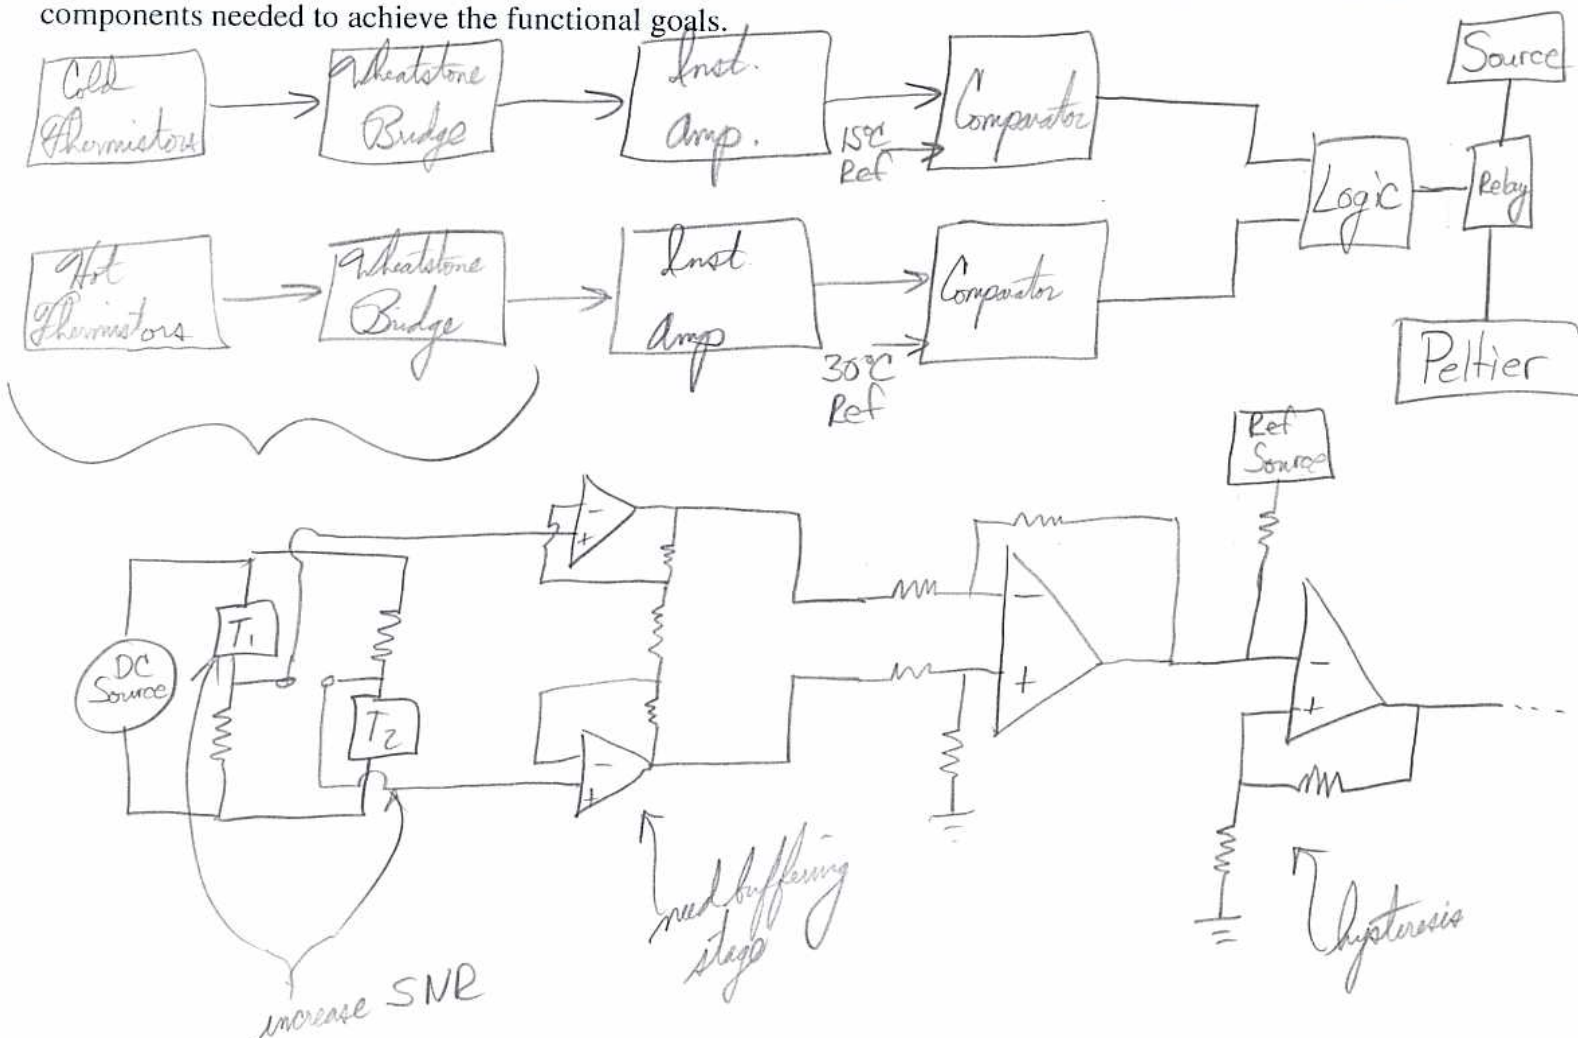 components needed to achieve the functional goals.
Cold
Thermistors
Wheatstone
Bridge
Inst.
Amp.
15°C
Ref
Comparator
Source
Logic
Relay
Peltier
Hot
Thermistors
Wheatstone
Bridge
Inst
Amp
30°C
Ref
Comparator
Ref
Source
DC
Source
T1
T2
-
+
-
+
-
+
-
+
increase SNR
need buffering
stage
hysteresis